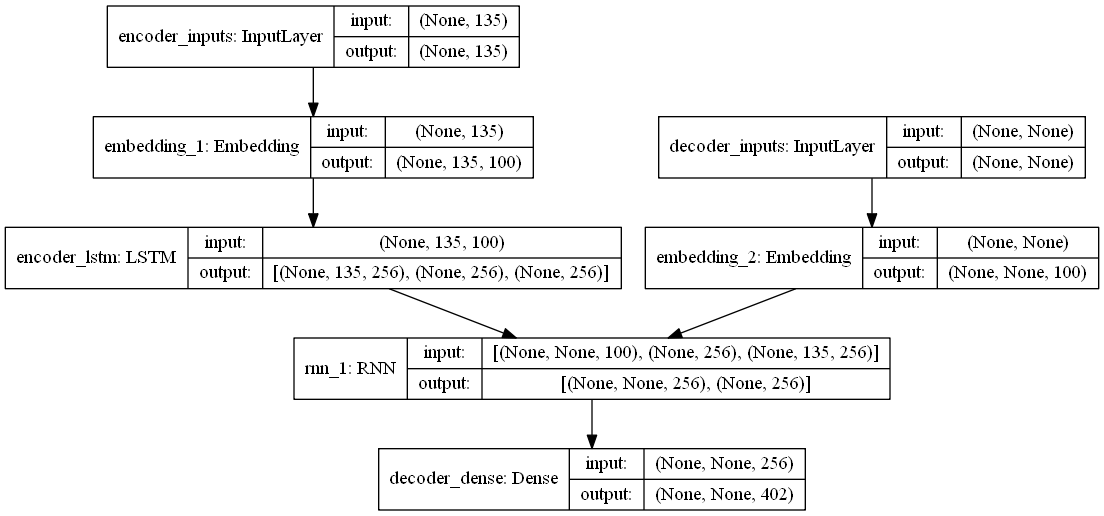 encoder_inputs: InputLayer
input: (None, 135)
output: (None, 135)
embedding_1: Embedding
input: (None, 135)
output: (None, 135, 100)
decoder_inputs: InputLayer
input: (None, None)
output: (None, None)
encoder_lstm: LSTM
input: (None, 135, 100)
output: [(None, 135, 256), (None, 256), (None, 256)]
embedding_2: Embedding
input: (None, None)
output: (None, None, 100)
rnn_1: RNN
input: [(None, None, 100), (None, 256), (None, 135, 256)]
output: [(None, None, 256), (None, 256)]
decoder_dense: Dense
input: (None, None, 256)
output: (None, None, 402)